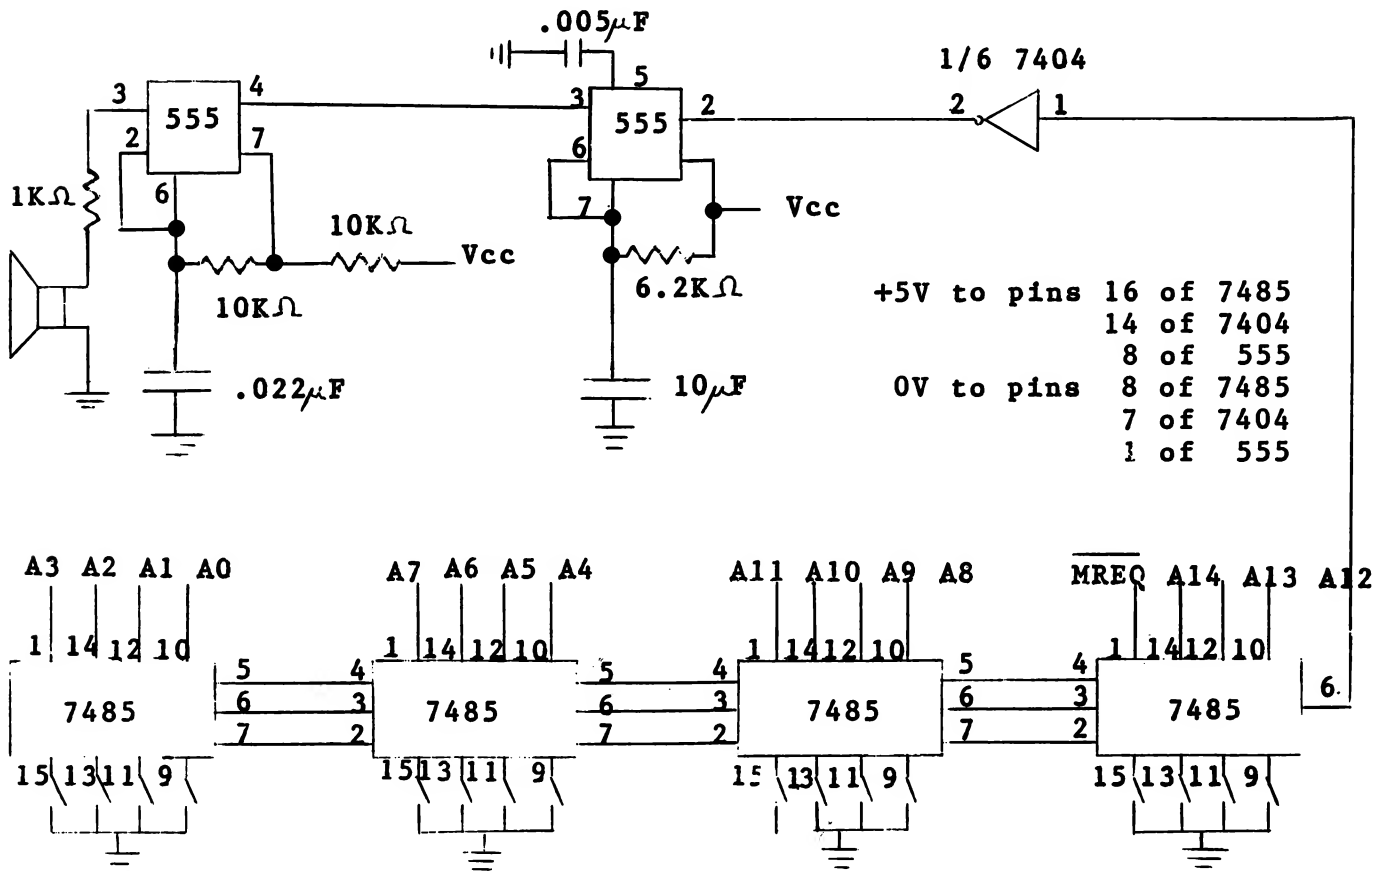 .005μF
1/6 7404
3 4 3 5 2 2 1
555 555
2 7 6
1KΩ 6 7 Vcc
10KΩ Vcc
10KΩ 6.2KΩ
.022μF 10μF
+5V to pins 16 of 7485
14 of 7404
8 of 555
0V to pins 8 of 7485
7 of 7404
1 of 555
A3 A2 A1 A0 A7 A6 A5 A4 A11 A10 A9 A8 MREQ A14 A13 A12
1 14 12 10 1 14 12 10 1 14 12 10 1 14 12 10
5 4 5 4 5 4
7485 6 3 7485 6 3 7485 6 3 7485 6
7 2 7 2 7 2
15 13 11 9 15 13 11 9 15 13 11 9 15 13 11 9